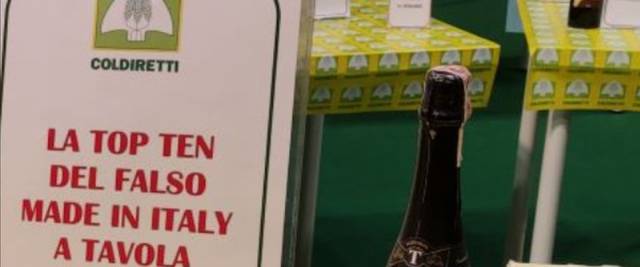 COLDIRETTI
LA TOP TEN
DEL FALSO
MADE IN ITALY
A TAVOLA
T